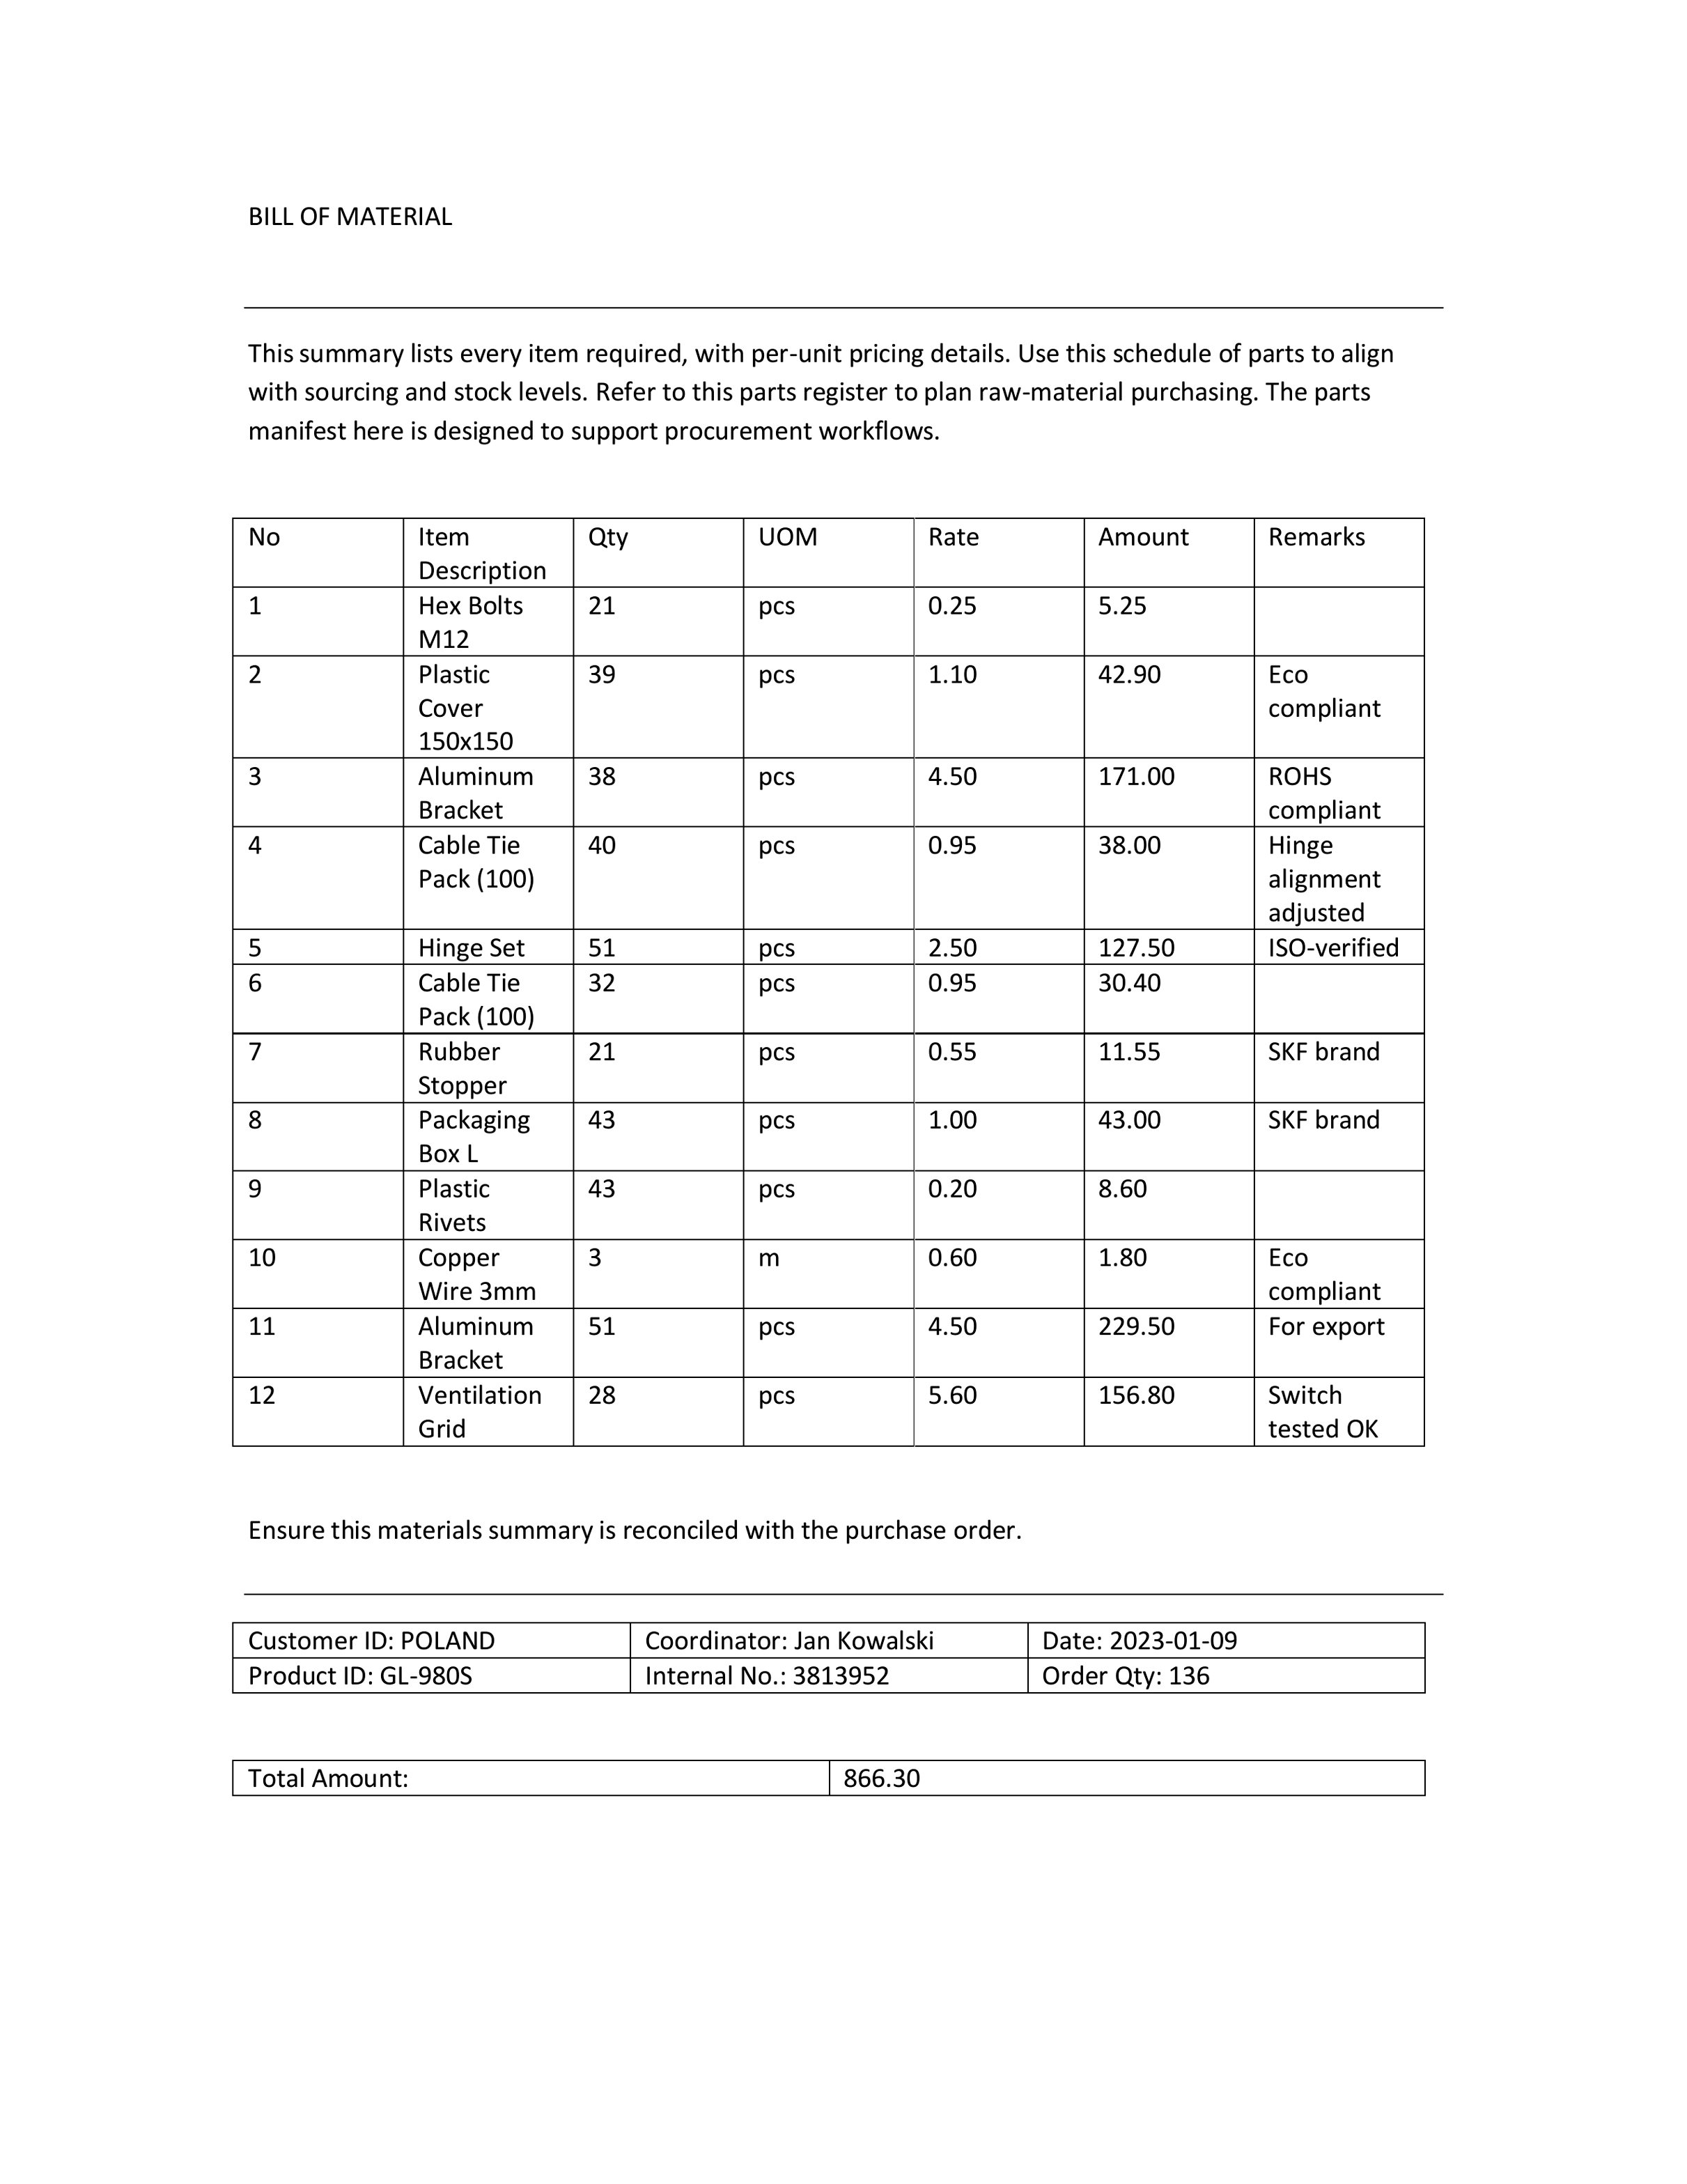 BILL OF MATERIAL
This summary lists every item required, with per-unit pricing details. Use this schedule of parts to align
with sourcing and stock levels. Refer to this parts register to plan raw-material purchasing. The parts
manifest here is designed to support procurement workflows.
No Item Description Qty UOM Rate Amount Remarks
1 Hex Bolts M12 21 pcs 0.25 5.25
2 Plastic Cover 150x150 39 pcs 1.10 42.90 Eco compliant
3 Aluminum Bracket 38 pcs 4.50 171.00 ROHS compliant
4 Cable Tie Pack (100) 40 pcs 0.95 38.00 Hinge alignment adjusted
5 Hinge Set 51 pcs 2.50 127.50 ISO-verified
6 Cable Tie Pack (100) 32 pcs 0.95 30.40
7 Rubber Stopper 21 pcs 0.55 11.55 SKF brand
8 Packaging Box L 43 pcs 1.00 43.00 SKF brand
9 Plastic Rivets 43 pcs 0.20 8.60
10 Copper Wire 3mm 3 m 0.60 1.80 Eco compliant
11 Aluminum Bracket 51 pcs 4.50 229.50 For export
12 Ventilation Grid 28 pcs 5.60 156.80 Switch tested OK
Ensure this materials summary is reconciled with the purchase order.
Customer ID: POLAND Coordinator: Jan Kowalski Date: 2023-01-09
Product ID: GL-980S Internal No.: 3813952 Order Qty: 136
Total Amount: 866.30